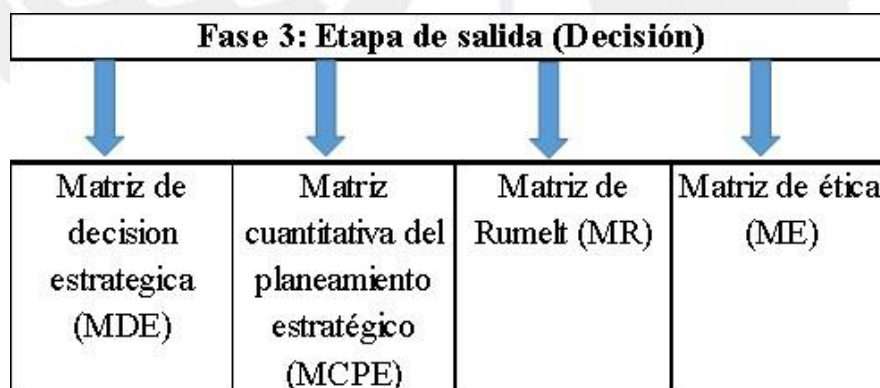 Fase 3: Etapa de salida (Decisión)
Matriz de
decision
estrategica
(MDE)
Matriz
cuantitativa del
planeamiento
estratégico
(MCPE)
Matriz de
Rumelt (MR)
Matriz de ética
(ME)